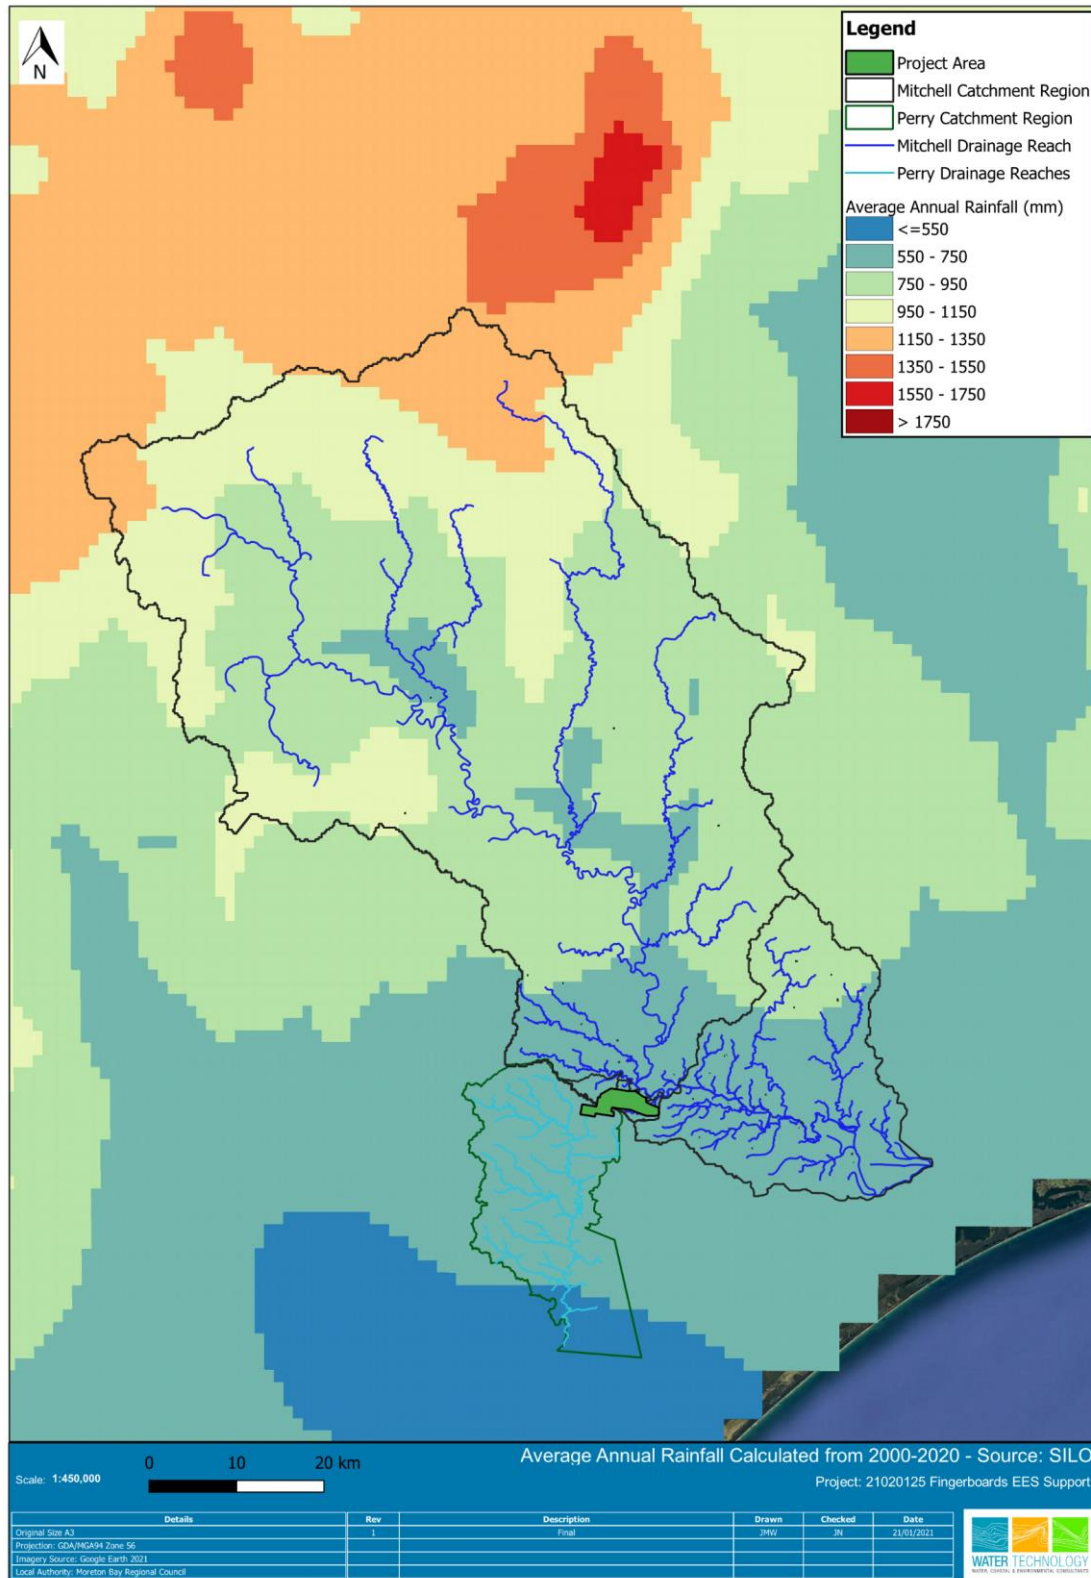 N
Legend
Project Area
Mitchell Catchment Region
Perry Catchment Region
Mitchell Drainage Reach
Perry Drainage Reaches
Average Annual Rainfall (mm)
<=550
550 - 750
750 - 950
950 - 1150
1150 - 1350
1350 - 1550
1550 - 1750
> 1750
Average Annual Rainfall Calculated from 2000-2020 - Source: SILO
Scale: 1:450,000
0 10 20 km
Project: 21020125 Fingerboards EES Support
Details Rev Description Drawn Checked Date
Original Size A3 1 Final JMW JN 21/01/2021
Projection: GDA/MGA94 Zone 56
Imagery Source: Google Earth 2021
Local Authority: Moreton Bay Regional Council
WATER TECHNOLOGY
WATER, COASTAL & ENVIRONMENTAL CONSULTANTS